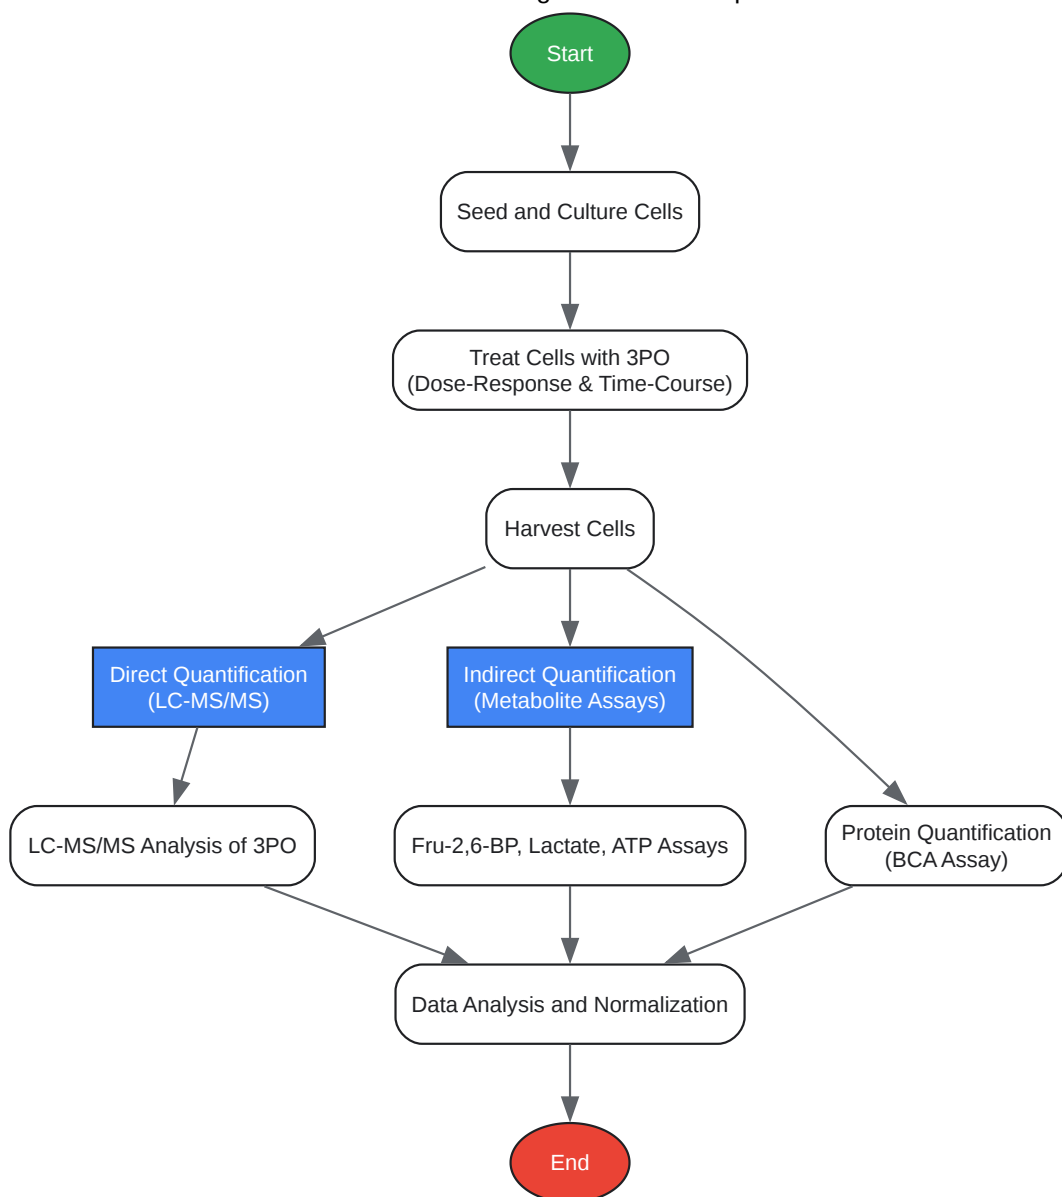 Start
Seed and Culture Cells
Treat Cells with 3PO
(Dose-Response & Time-Course)
Harvest Cells
Direct Quantification
(LC-MS/MS)
Indirect Quantification
(Metabolite Assays)
LC-MS/MS Analysis of 3PO
Fru-2,6-BP, Lactate, ATP Assays
Protein Quantification
(BCA Assay)
Data Analysis and Normalization
End